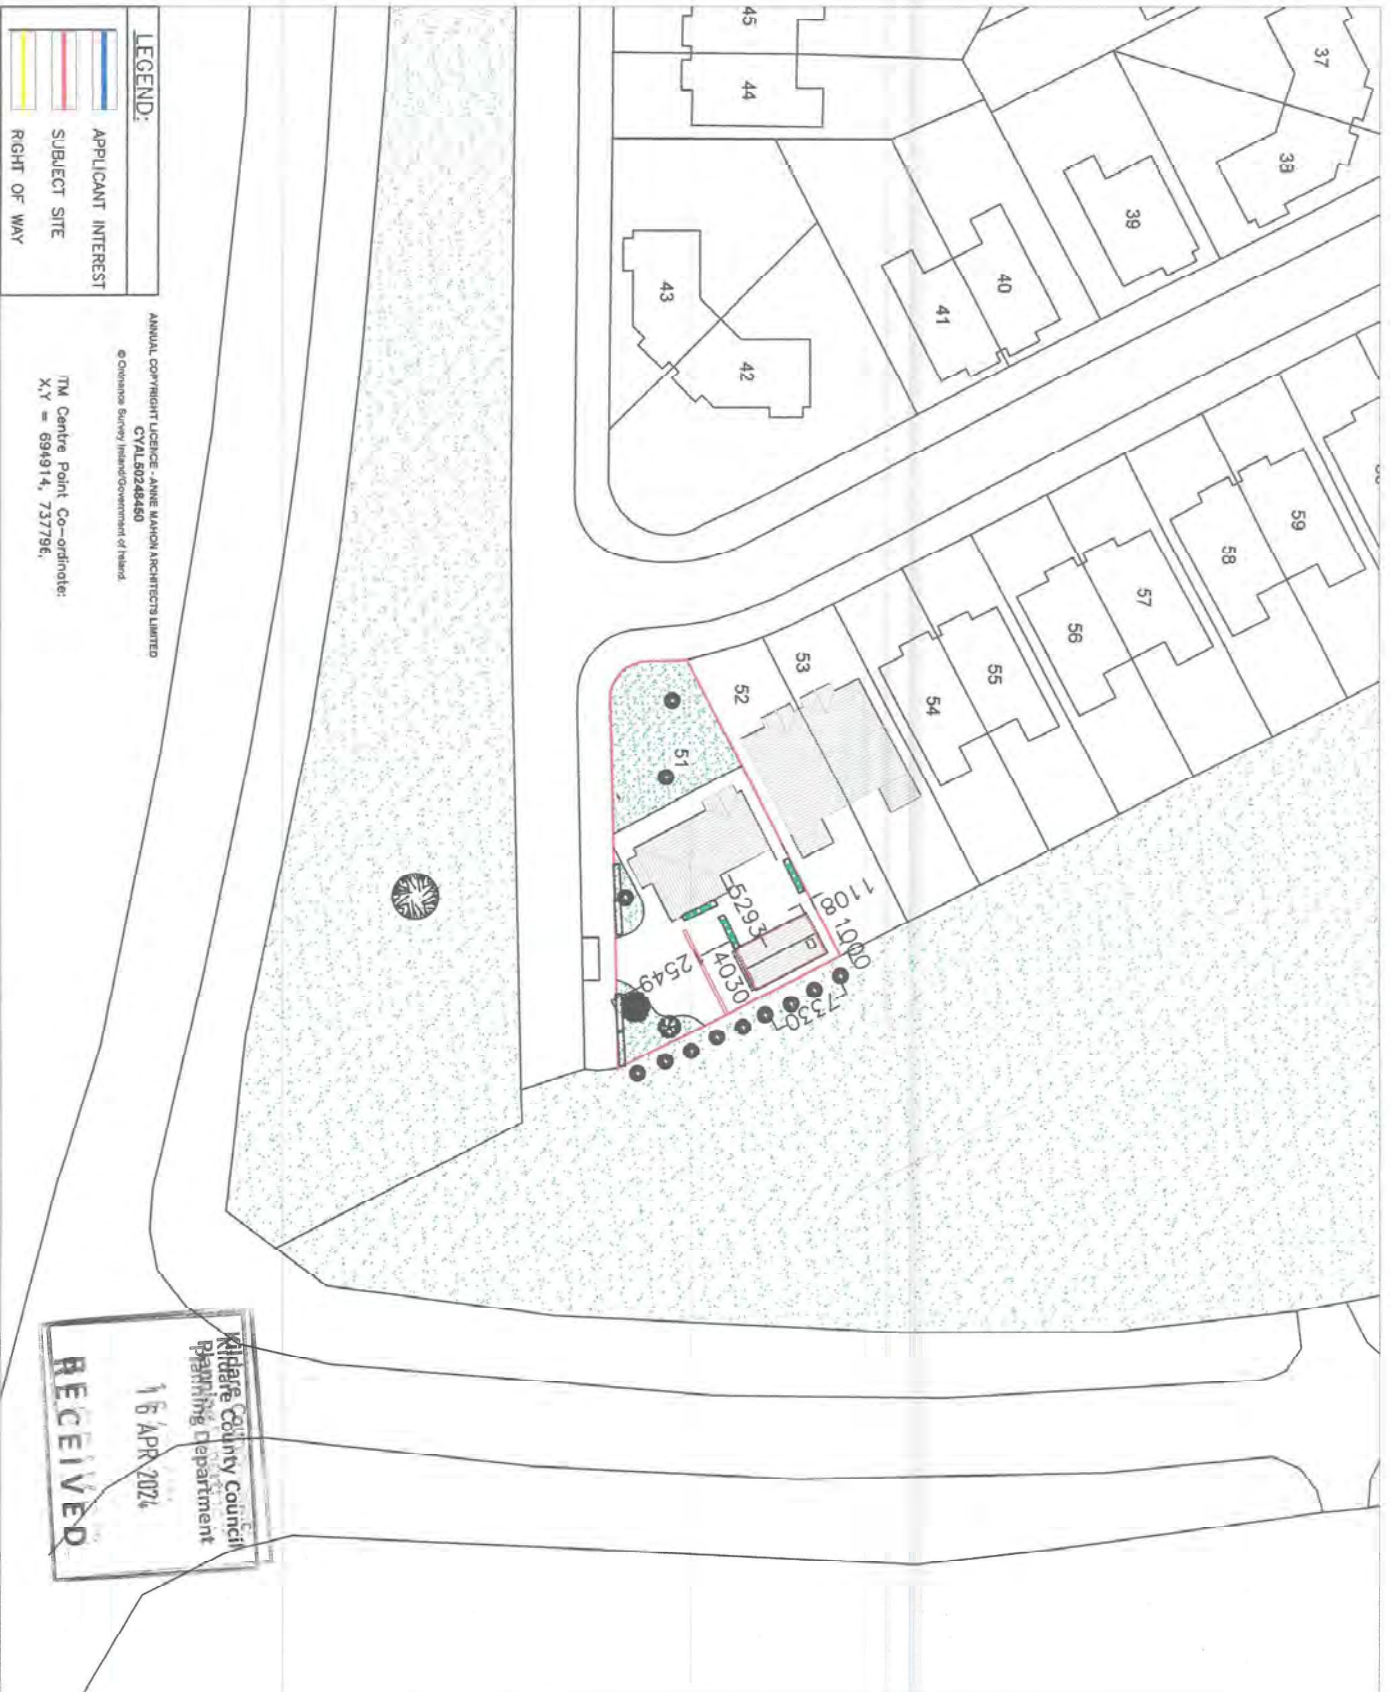 LEGEND:
APPLICANT INTEREST
SUBJECT SITE
RIGHT OF WAY
ANNUAL COPYRIGHT LICENCE - ANNE MAHON ARCHITECTS LIMITED
CYAL50248450
© Ordnance Survey Ireland/Government of Ireland.
ITM Centre Point Co-ordinate:
X,Y = 694914, 737796.
37
38
39
40
41
42
43
44
45
51
52
53
54
55
56
57
58
59
1108
1000
5293
4030
2549
7330
Kildare County Council
Planning Department
16 APR 2024
RECEIVED